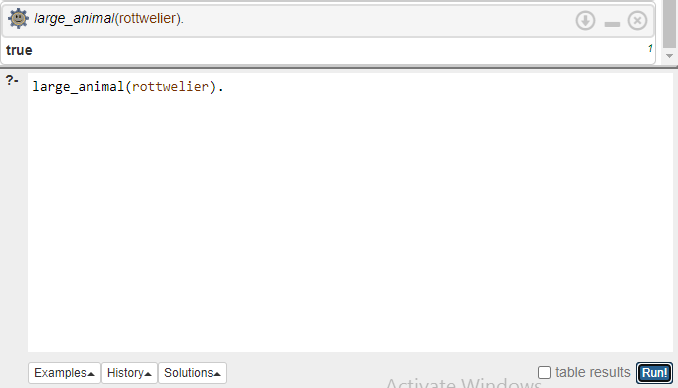 large_animal(rottwelier).
true 1
?- large_animal(rottwelier).
Examples History Solutions table results Run!
Activate Windows